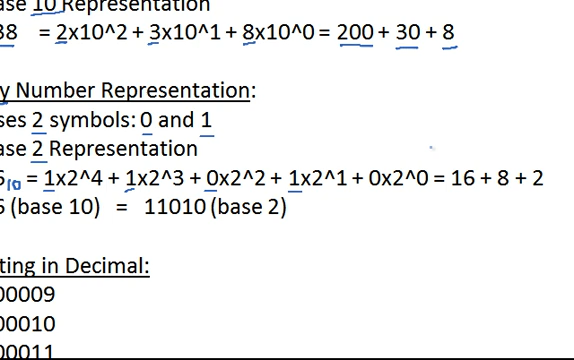 ase 10 Representation
38 = 2x10^2 + 3x10^1 + 8x10^0 = 200 + 30 + 8
y Number Representation:
ses 2 symbols: 0 and 1
ase 2 Representation
6₁₀ = 1x2^4 + 1x2^3 + 0x2^2 + 1x2^1 + 0x2^0 = 16 + 8 + 2
6 (base 10) = 11010 (base 2)
ting in Decimal:
00009
00010
00011